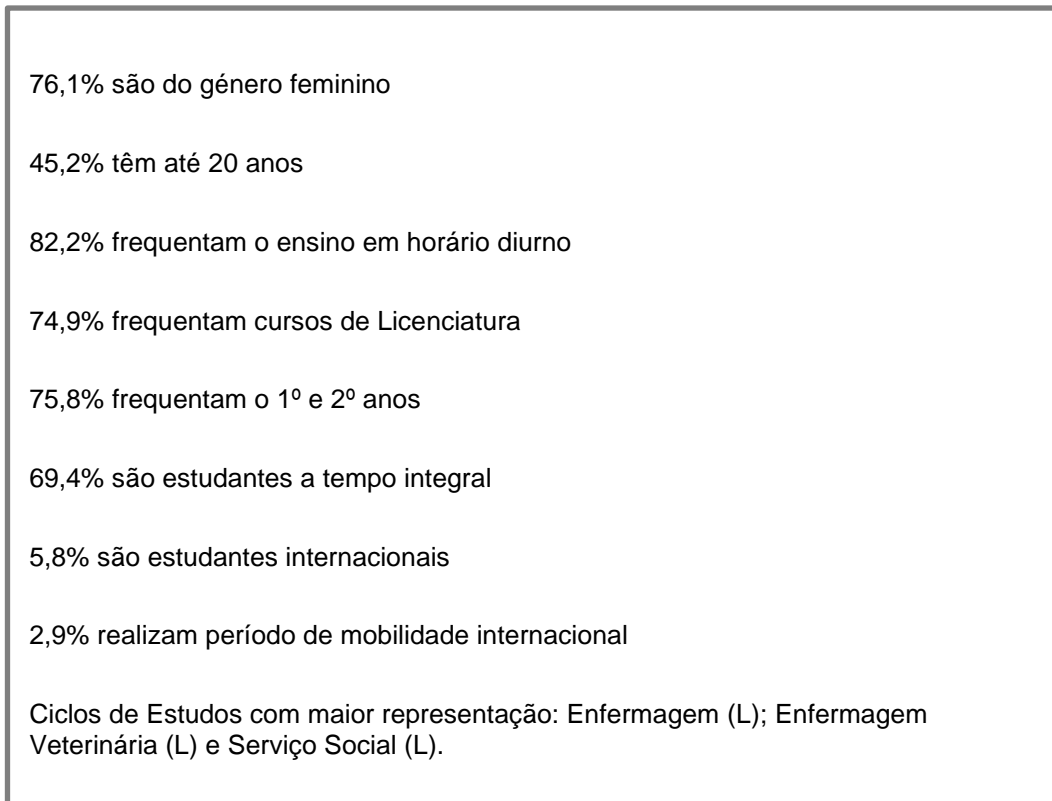 76,1% são do género feminino
45,2% têm até 20 anos
82,2% frequentam o ensino em horário diurno
74,9% frequentam cursos de Licenciatura
75,8% frequentam o 1º e 2º anos
69,4% são estudantes a tempo integral
5,8% são estudantes internacionais
2,9% realizam período de mobilidade internacional
Ciclos de Estudos com maior representação: Enfermagem (L); Enfermagem
Veterinária (L) e Serviço Social (L).